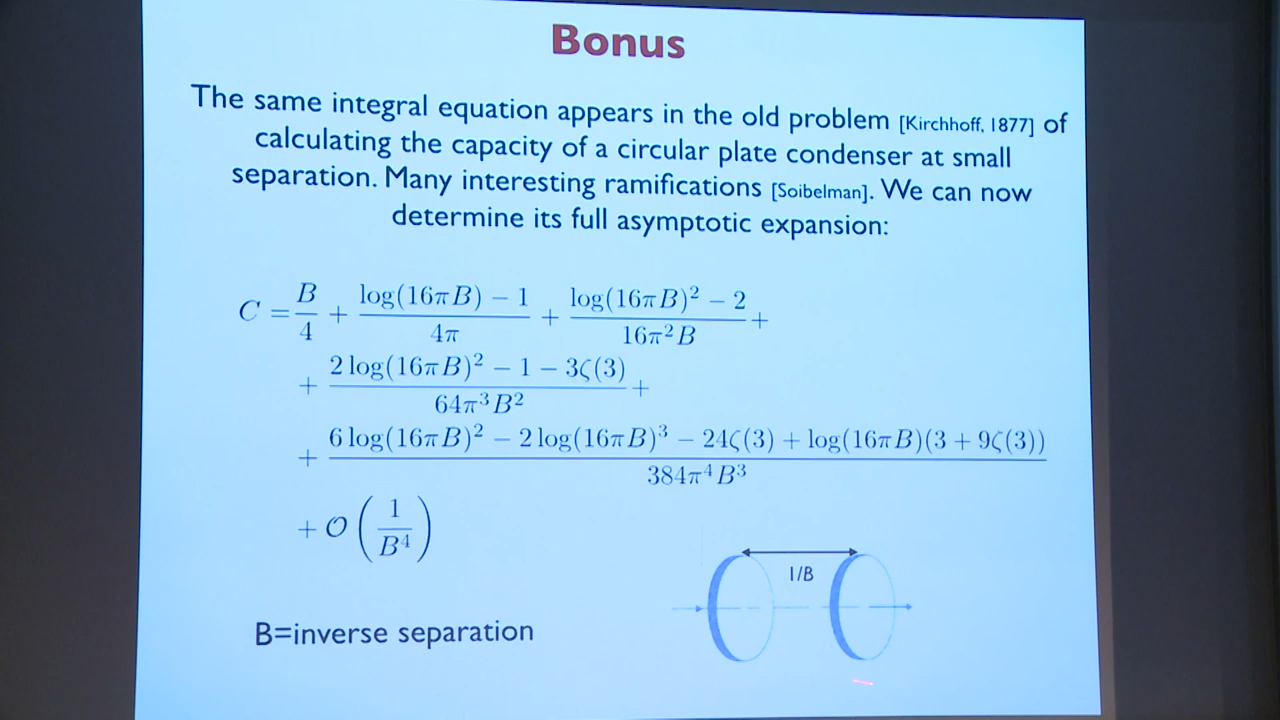 Bonus
The same integral equation appears in the old problem [Kirchhoff, 1877] of
calculating the capacity of a circular plate condenser at small
separation. Many interesting ramifications [Soibelman]. We can now
determine its full asymptotic expansion:
C = B/4 + (log(16πB) − 1)/(4π) + (log(16πB)² − 2)/(16π²B) +
+ (2 log(16πB)² − 1 − 3ζ(3))/(64π³B²) +
+ (6 log(16πB)² − 2 log(16πB)³ − 24ζ(3) + log(16πB)(3 + 9ζ(3)))/(384π⁴B³)
+ O(1/B⁴)
1/B
B=inverse separation